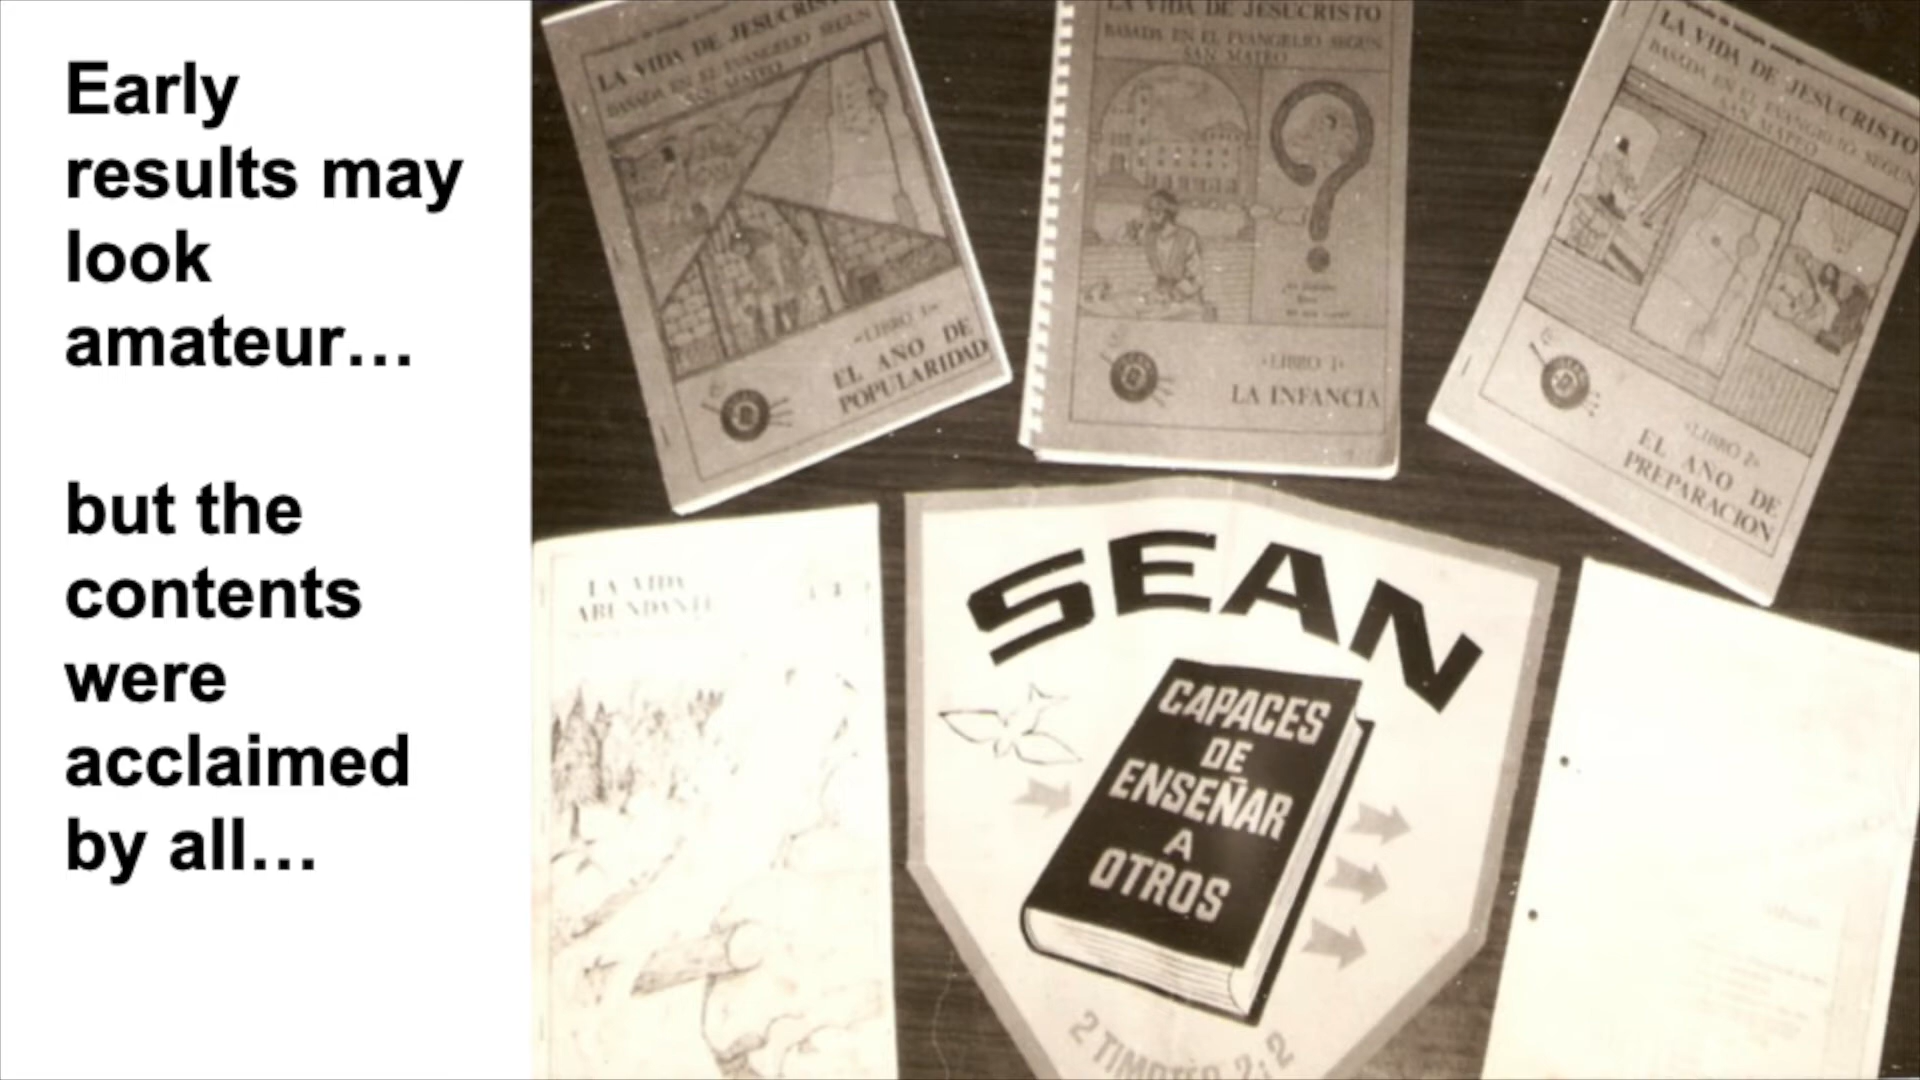 Early
results may
look
amateur…
but the
contents
were
acclaimed
by all…
LA VIDA DE JESUCRISTO
BASADA EN EL EVANGELIO SEGUN
SAN MATEO
«LIBRO
EL AÑO DE
POPULARIDAD
LA VIDA DE JESUCRISTO
BASADA EN EL EVANGELIO SEGUN
SAN MATEO
«LIBRO 1»
LA INFANCIA
LA VIDA DE JESUCRISTO
BASADA EN EL EVANGELIO SEGUN
SAN MATEO
«LIBRO 2»
EL AÑO DE
PREPARACION
LA VIDA
ABUNDANTE
SEAN
CAPACES
DE
ENSEÑAR
A
OTROS
2 TIMOTEO 2:2